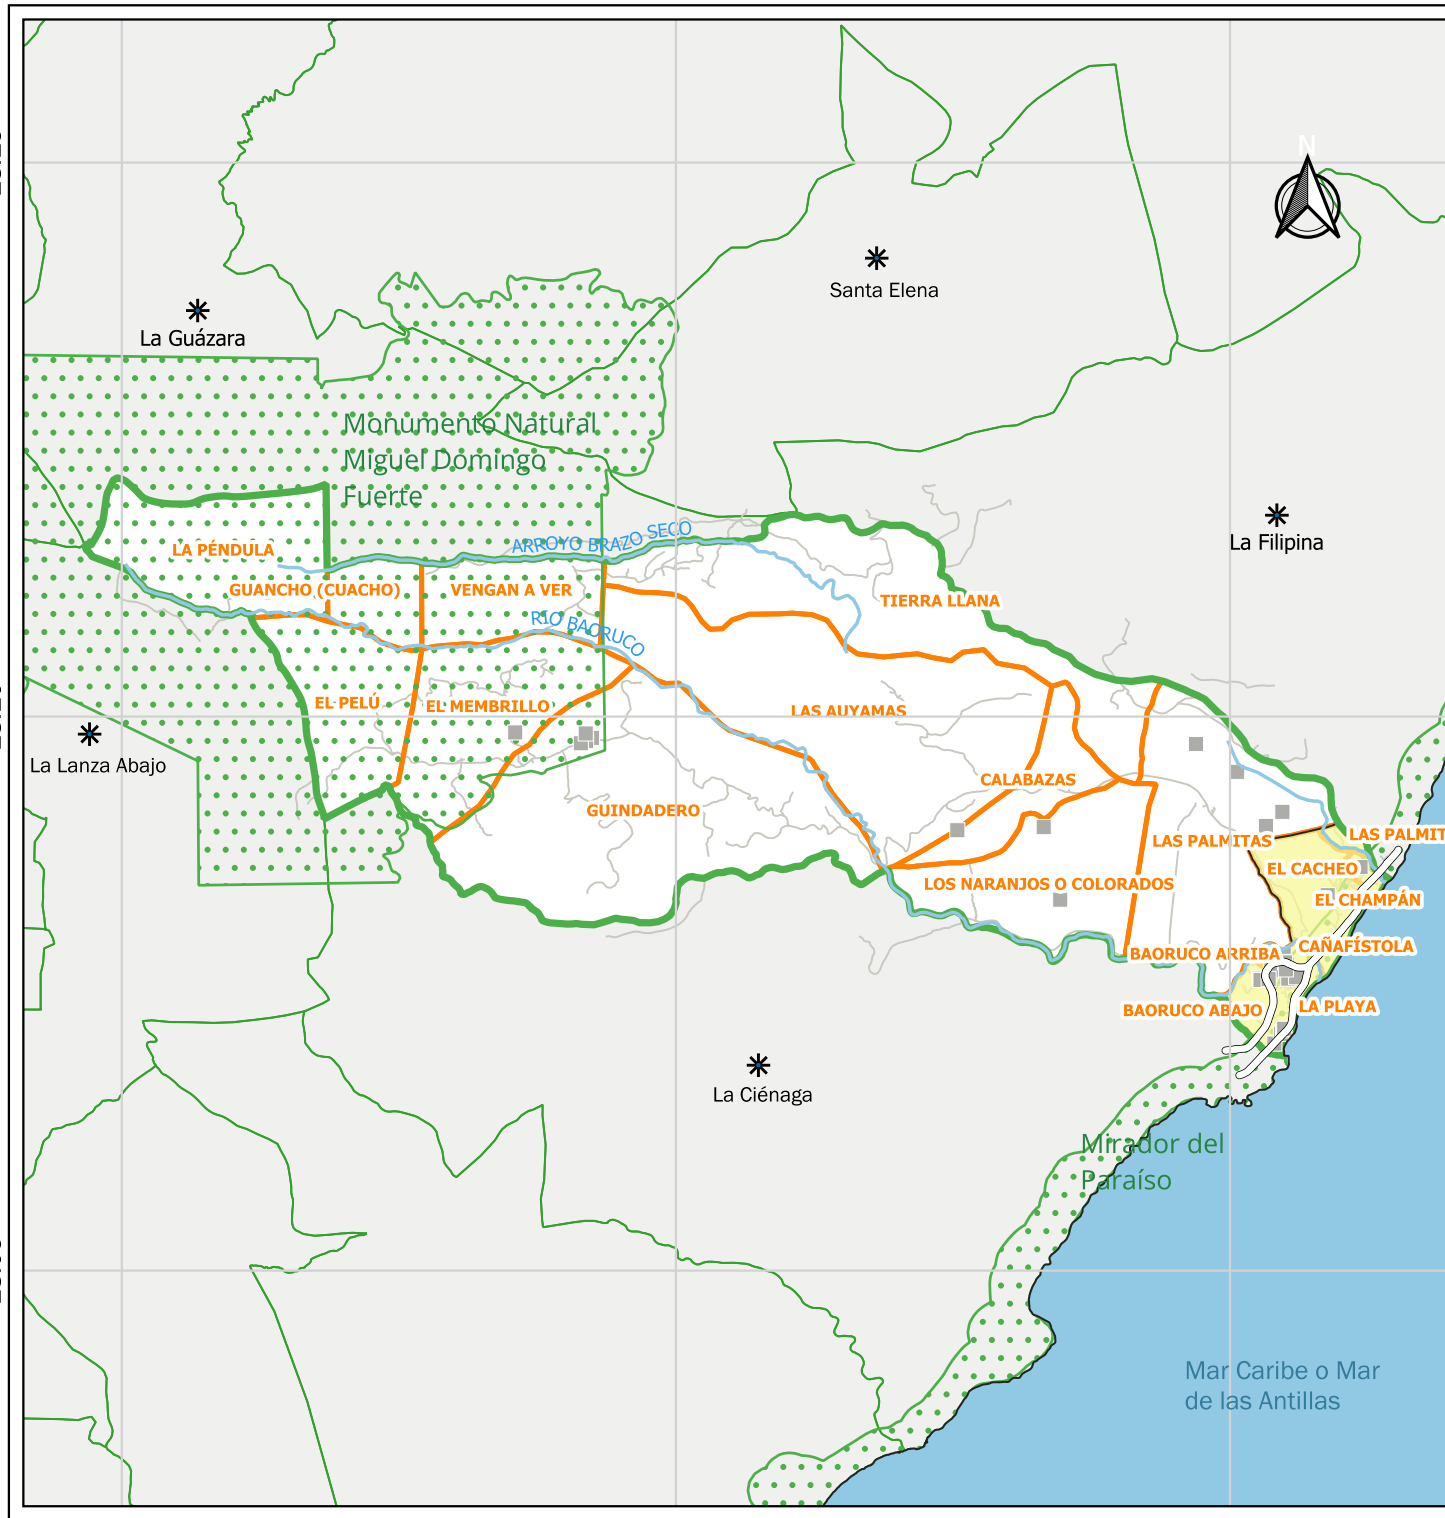 N
Santa Elena
La Guázara
Monumento Natural
Miguel Domingo
Fuerte
La Filipina
ARROYO BRAZO SECO
LA PÉNDULA
GUANCHO (CUACHO)
VENGAN A VER
TIERRA LLANA
RIO BAORUCO
EL PELÚ
EL MEMBRILLO
LAS AUYAMAS
La Lanza Abajo
CALABAZAS
GUINDADERO
LAS PALMITAS
LAS PALMIT
EL CACHEO
LOS NARANJOS O COLORADOS
EL CHAMPÁN
BAORUCO ARRIBA
CAÑAFÍSTOLA
BAORUCO ABAJO
LA PLAYA
La Ciénaga
Mirador del
Paraíso
Mar Caribe o Mar
de las Antillas